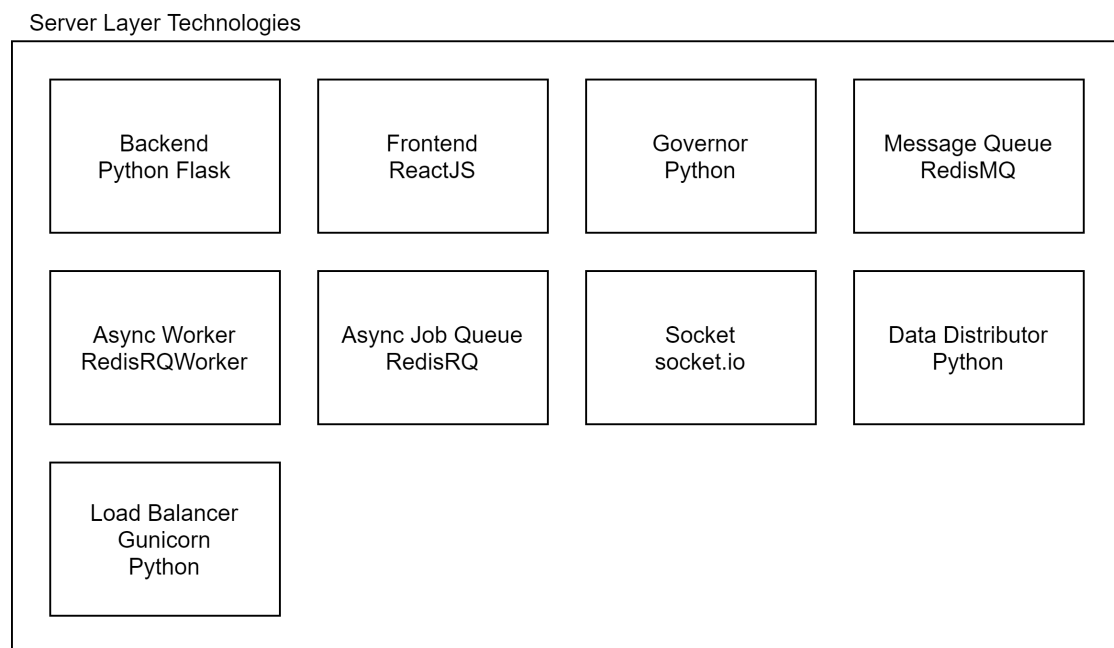 Server Layer Technologies
Backend
Python Flask
Frontend
ReactJS
Governor
Python
Message Queue
RedisMQ
Async Worker
RedisRQWorker
Async Job Queue
RedisRQ
Socket
socket.io
Data Distributor
Python
Load Balancer
Gunicorn
Python